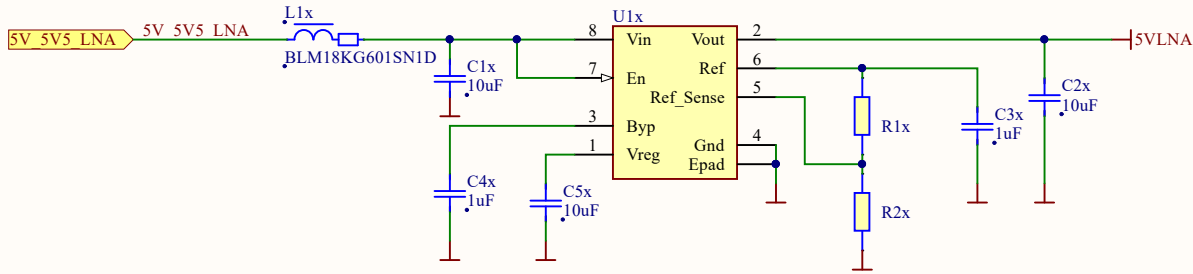 L1x
5V_5V5_LNA
5V_5V5_LNA
BLM18KG601SN1D
C1x
10uF
C4x
1uF
C5x
10uF
U1x
8 Vin Vout 2
7 En Ref 6
Ref_Sense 5
3 Byp Gnd 4
1 Vreg Epad
R1x
R2x
C3x
1uF
C2x
10uF
5VLNA